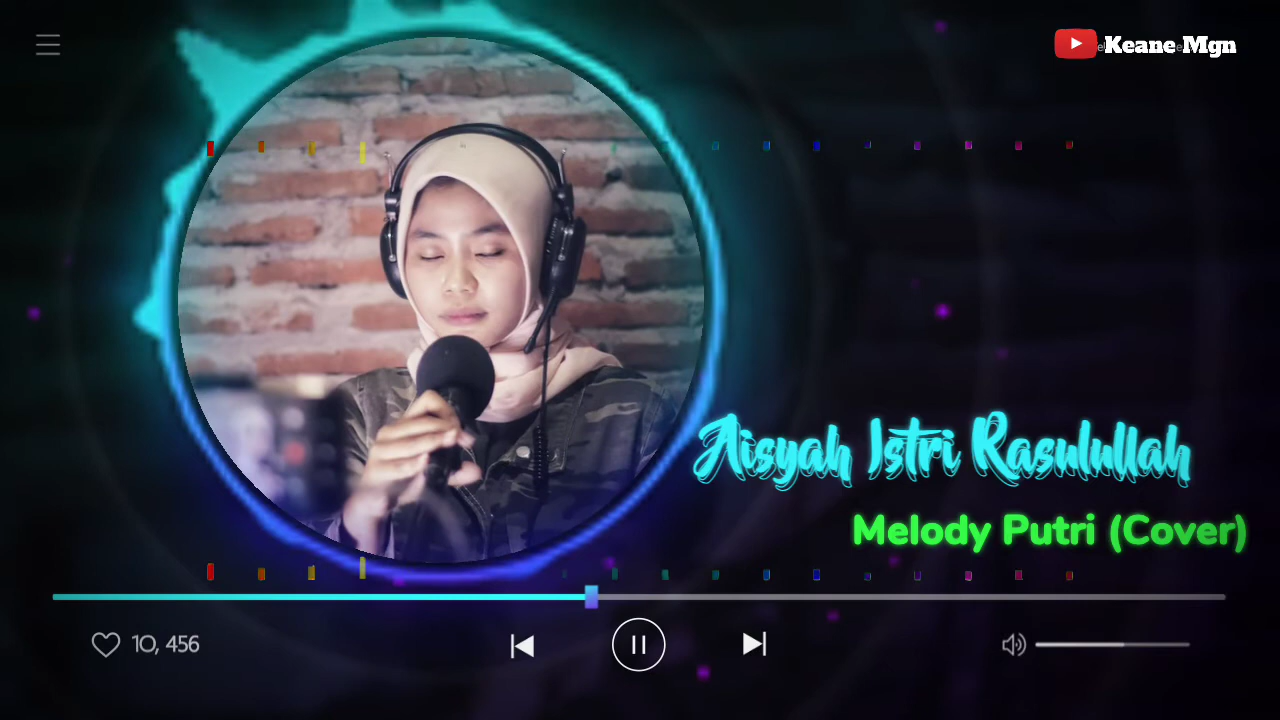 Keane Mgn
Aisyah Istri Rasulullah
Melody Putri (Cover)
10, 456